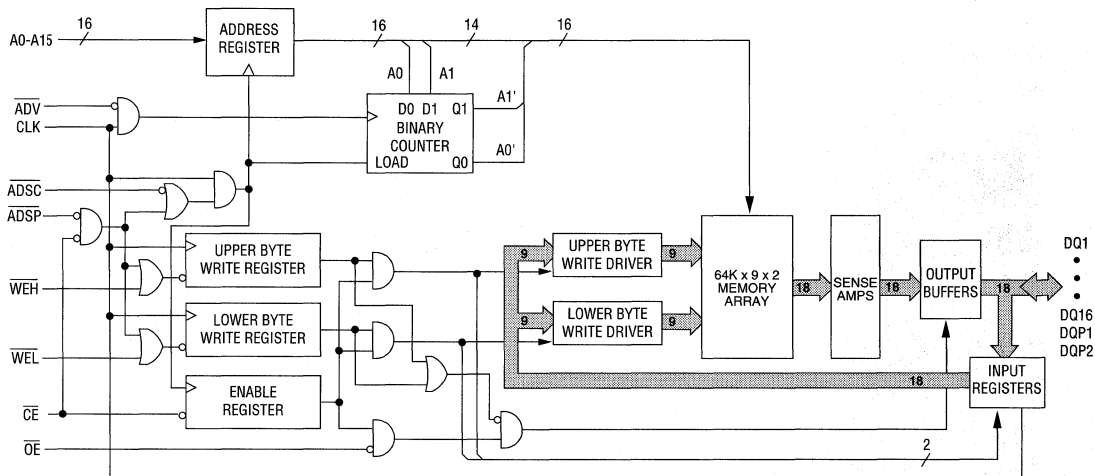 16
A0-A15
ADDRESS
REGISTER
16
14
16
A0
A1
A1'
A0'
ADV
CLK
D0 D1 Q1
BINARY
COUNTER
LOAD Q0
ADSC
ADSP
UPPER BYTE
WRITE REGISTER
WEH
LOWER BYTE
WRITE REGISTER
WEL
ENABLE
REGISTER
CE
OE
9
UPPER BYTE
WRITE DRIVER
9
9
LOWER BYTE
WRITE DRIVER
9
64K x 9 x 2
MEMORY
ARRAY
18
SENSE
AMPS
18
OUTPUT
BUFFERS
18
DQ1
DQ16
DQP1
DQP2
INPUT
REGISTERS
18
2